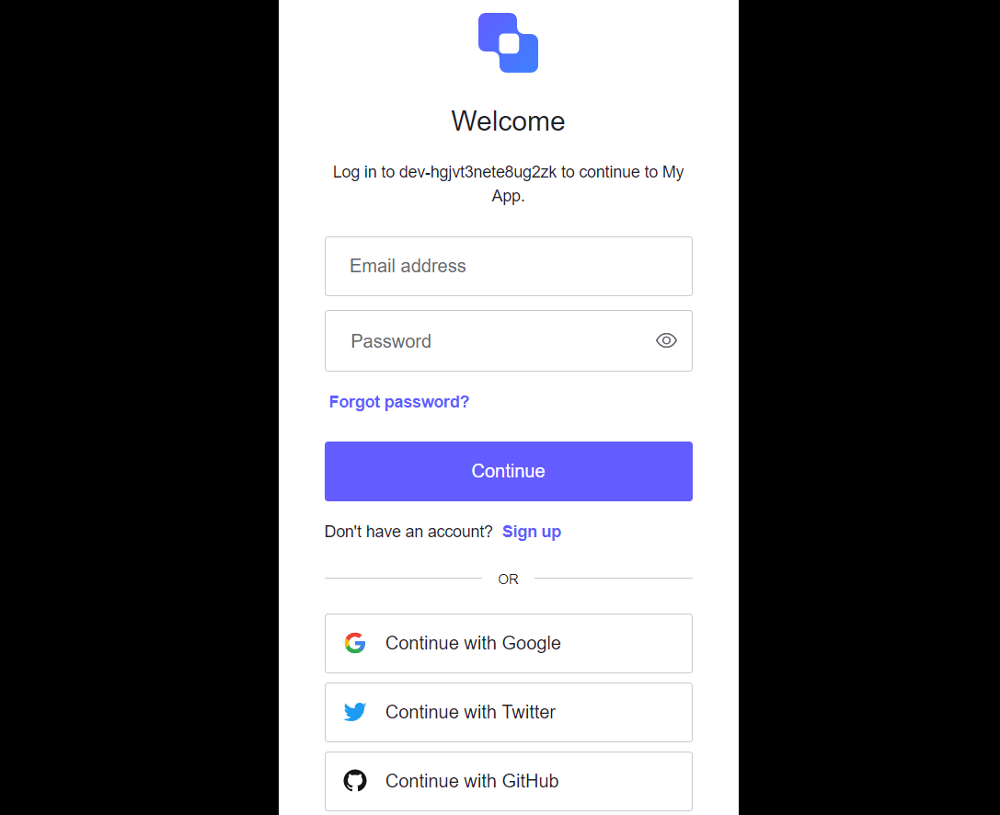 Welcome
Log in to dev-hgjvt3nete8ug2zk to continue to My
App.
Email address
Password
Forgot password?
Continue
Don't have an account? Sign up
OR
Continue with Google
Continue with Twitter
Continue with GitHub